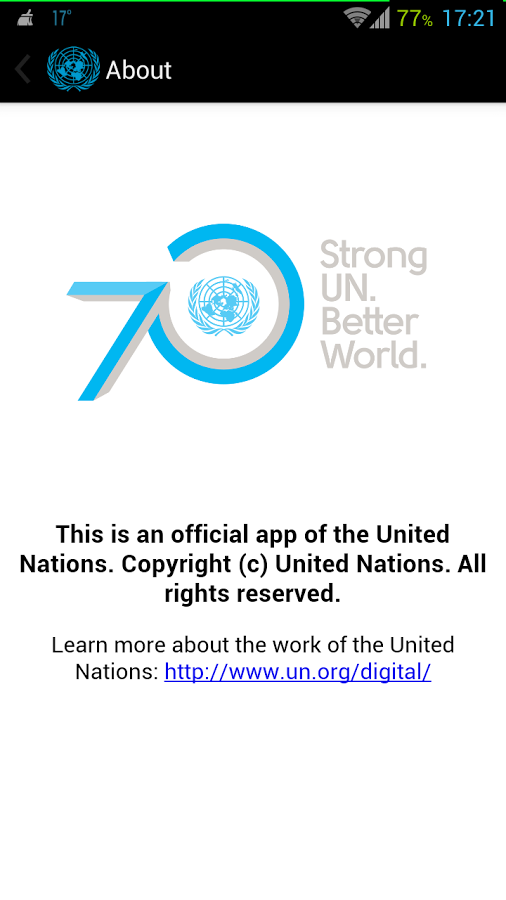 17°
77% 17:21
About
70
Strong
UN.
Better
World.
This is an official app of the United
Nations. Copyright (c) United Nations. All
rights reserved.
Learn more about the work of the United
Nations: http://www.un.org/digital/